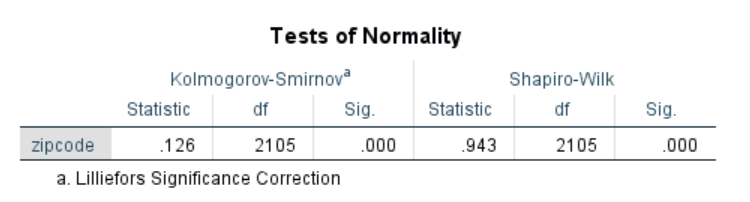 Tests of Normality
Kolmogorov-Smirnovᵃ Shapiro-Wilk
Statistic df Sig. Statistic df Sig.
zipcode .126 2105 .000 .943 2105 .000
a. Lilliefors Significance Correction